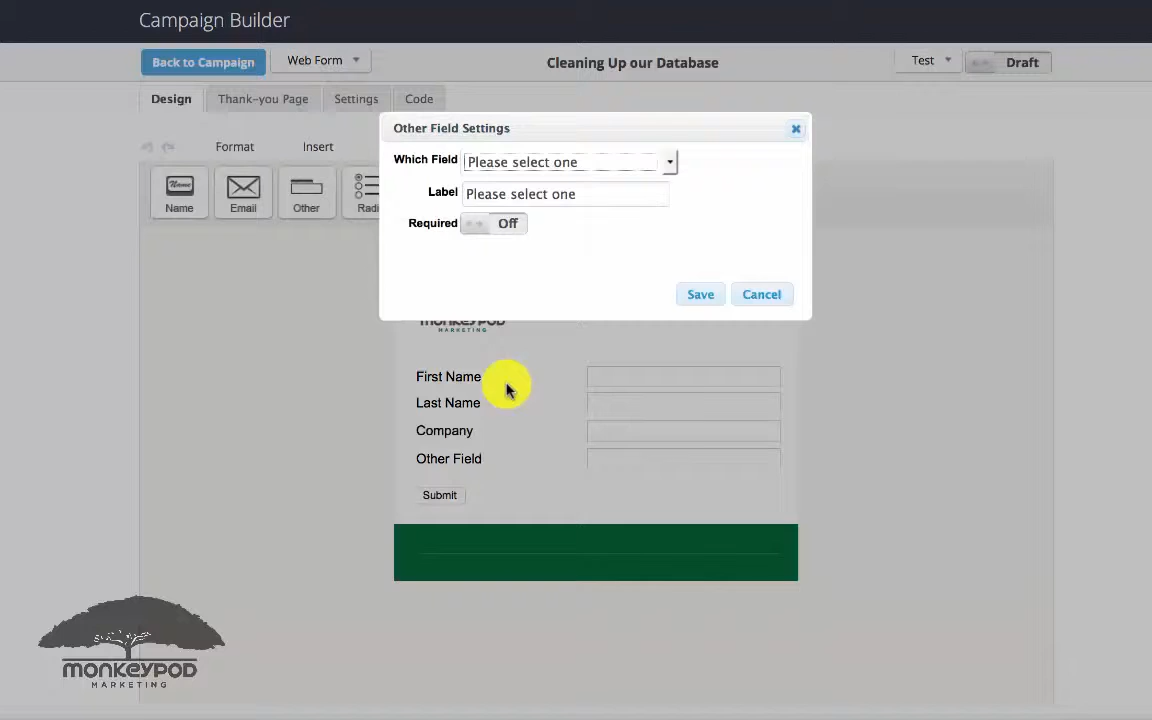 Campaign Builder
Back to Campaign
Web Form
Cleaning Up our Database
Test
Draft
Design
Thank-you Page
Settings
Code
Other Field Settings
Format
Insert
Which Field
Please select one
Label
Please select one
Required
Off
Name
Name
Email
Other
Save
Cancel
MARKETING
First Name
Last Name
Company
Other Field
Submit
monkeypod
MARKETING